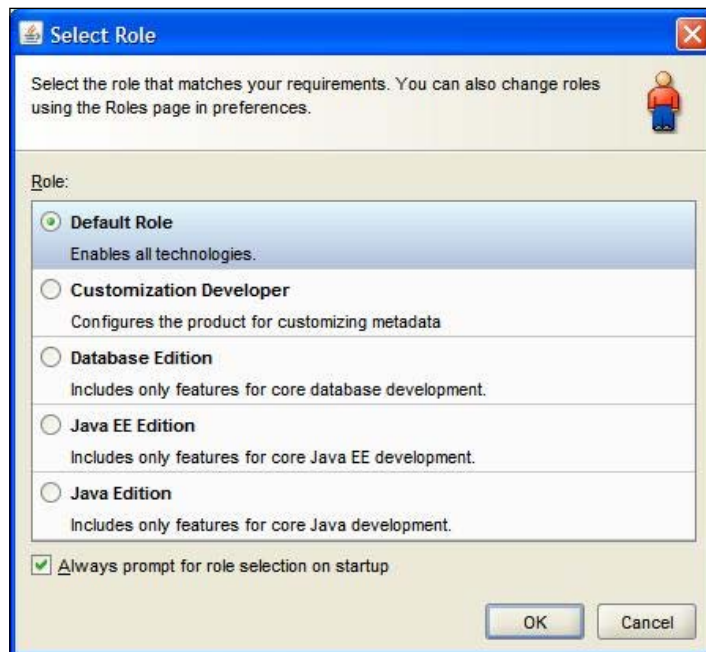 Select Role
Select the role that matches your requirements. You can also change roles
using the Roles page in preferences.
Role:
Default Role
Enables all technologies.
Customization Developer
Configures the product for customizing metadata
Database Edition
Includes only features for core database development.
Java EE Edition
Includes only features for core Java EE development.
Java Edition
Includes only features for core Java development.
Always prompt for role selection on startup
OK
Cancel